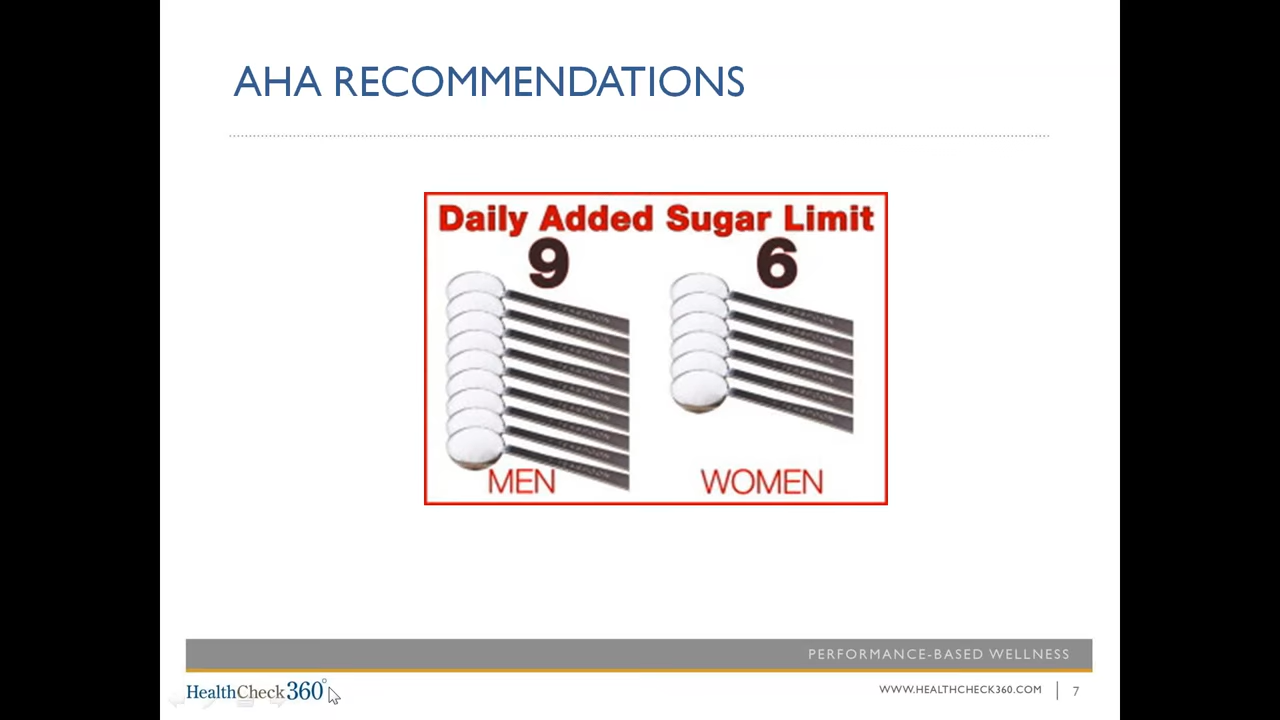 AHA RECOMMENDATIONS
Daily Added Sugar Limit
9 6
MEN WOMEN
PERFORMANCE-BASED WELLNESS
HealthCheck360° WWW.HEALTHCHECK360.COM 7